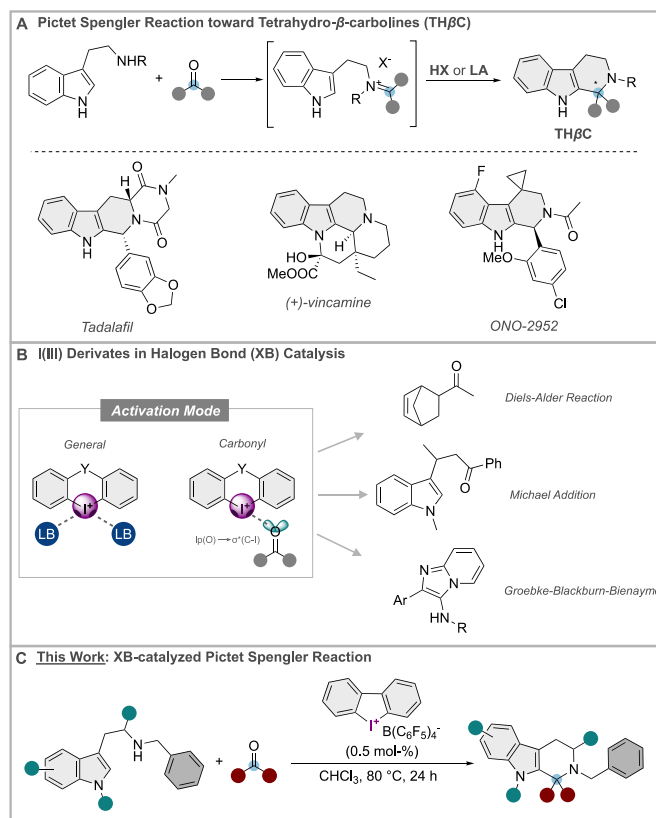 A Pictet Spengler Reaction toward Tetrahydro-β-carbolines (THβC)
NHR
N
H
+
O
X-
N
H
R
N
+
HX or LA
N
H
N
R
*
THβC
H
O
N
N
O
N
H
O
O
Tadalafil
N
N
H
HO
MeOOC
(+)-vincamine
F
N
O
N
H
MeO
Cl
ONO-2952
B I(III) Derivates in Halogen Bond (XB) Catalysis
Activation Mode
General
Carbonyl
Y
I+
LB
LB
Y
I+
O
lp(O)→σ*(C-I)
O
Diels-Alder Reaction
Ph
O
N
Michael Addition
N
N
Ar
HN
R
Groebke-Blackburn-Bienayme
C This Work: XB-catalyzed Pictet Spengler Reaction
HN
N
+
O
I+
B(C6F5)4-
(0.5 mol-%)
CHCl3, 80 °C, 24 h
N
N